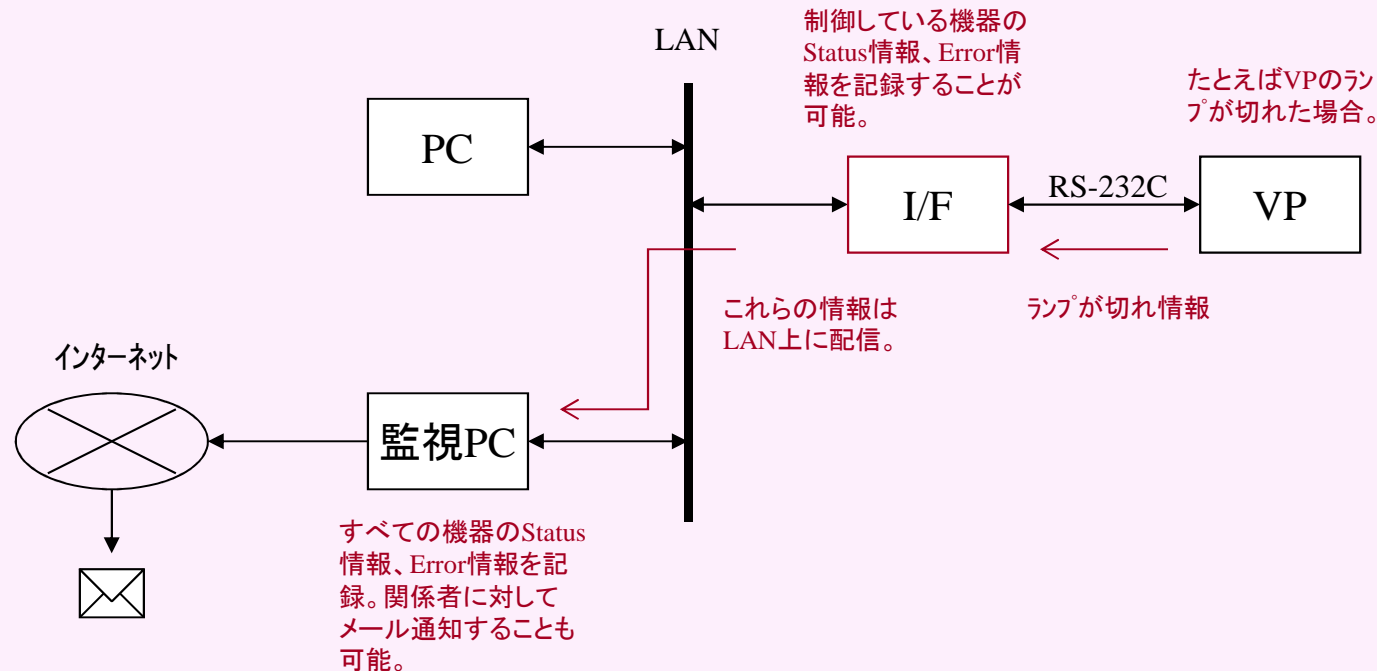 LAN
制御している機器の
Status情報、Error情
報を記録することが
可能。
たとえばVPのラン
プが切れた場合。
PC
I/F
RS-232C
VP
これらの情報は
LAN上に配信。
ﾗﾝﾌﾟが切れ情報
インターネット
監視PC
すべての機器のStatus
情報、Error情報を記
録。関係者に対して
メール通知することも
可能。